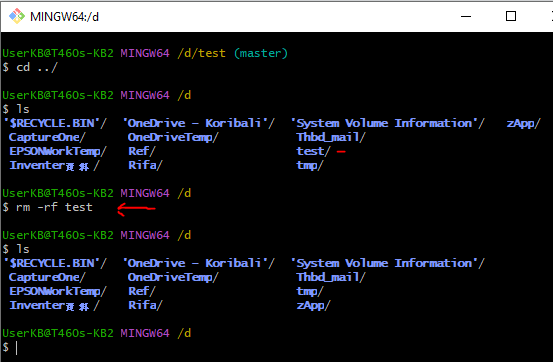 MINGW64:/d
UserKB@T460s-KB2 MINGW64 /d/test (master)
$ cd ../
UserKB@T460s-KB2 MINGW64 /d
$ ls
'$RECYCLE.BIN'/ 'OneDrive - Koribali'/ 'System Volume Information'/ zApp/
CaptureOne/ OneDriveTemp/ Thbd_mail/
EPSONWorkTemp/ Ref/ test/
Inventer資料/ Rifa/ tmp/
UserKB@T460s-KB2 MINGW64 /d
$ rm -rf test
UserKB@T460s-KB2 MINGW64 /d
$ ls
'$RECYCLE.BIN'/ 'OneDrive - Koribali'/ 'System Volume Information'/
CaptureOne/ OneDriveTemp/ Thbd_mail/
EPSONWorkTemp/ Ref/ tmp/
Inventer資料/ Rifa/ zApp/
UserKB@T460s-KB2 MINGW64 /d
$